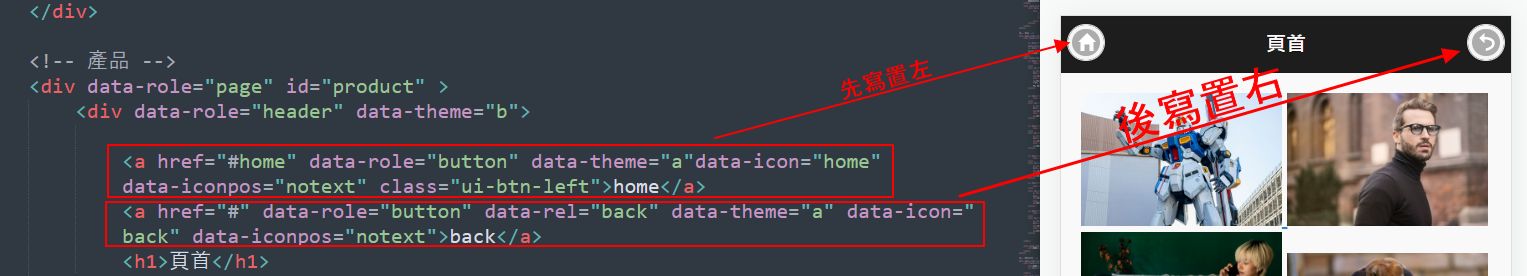 </div>
<!-- 產品 -->
<div data-role="page" id="product" >
<div data-role="header" data-theme="b">
<a href="#home" data-role="button" data-theme="a"data-icon="home"
data-iconpos="notext" class="ui-btn-left">home</a>
<a href="#" data-role="button" data-rel="back" data-theme="a" data-icon="
back" data-iconpos="notext">back</a>
<h1>頁首</h1>
先寫置左
後寫置右
頁首